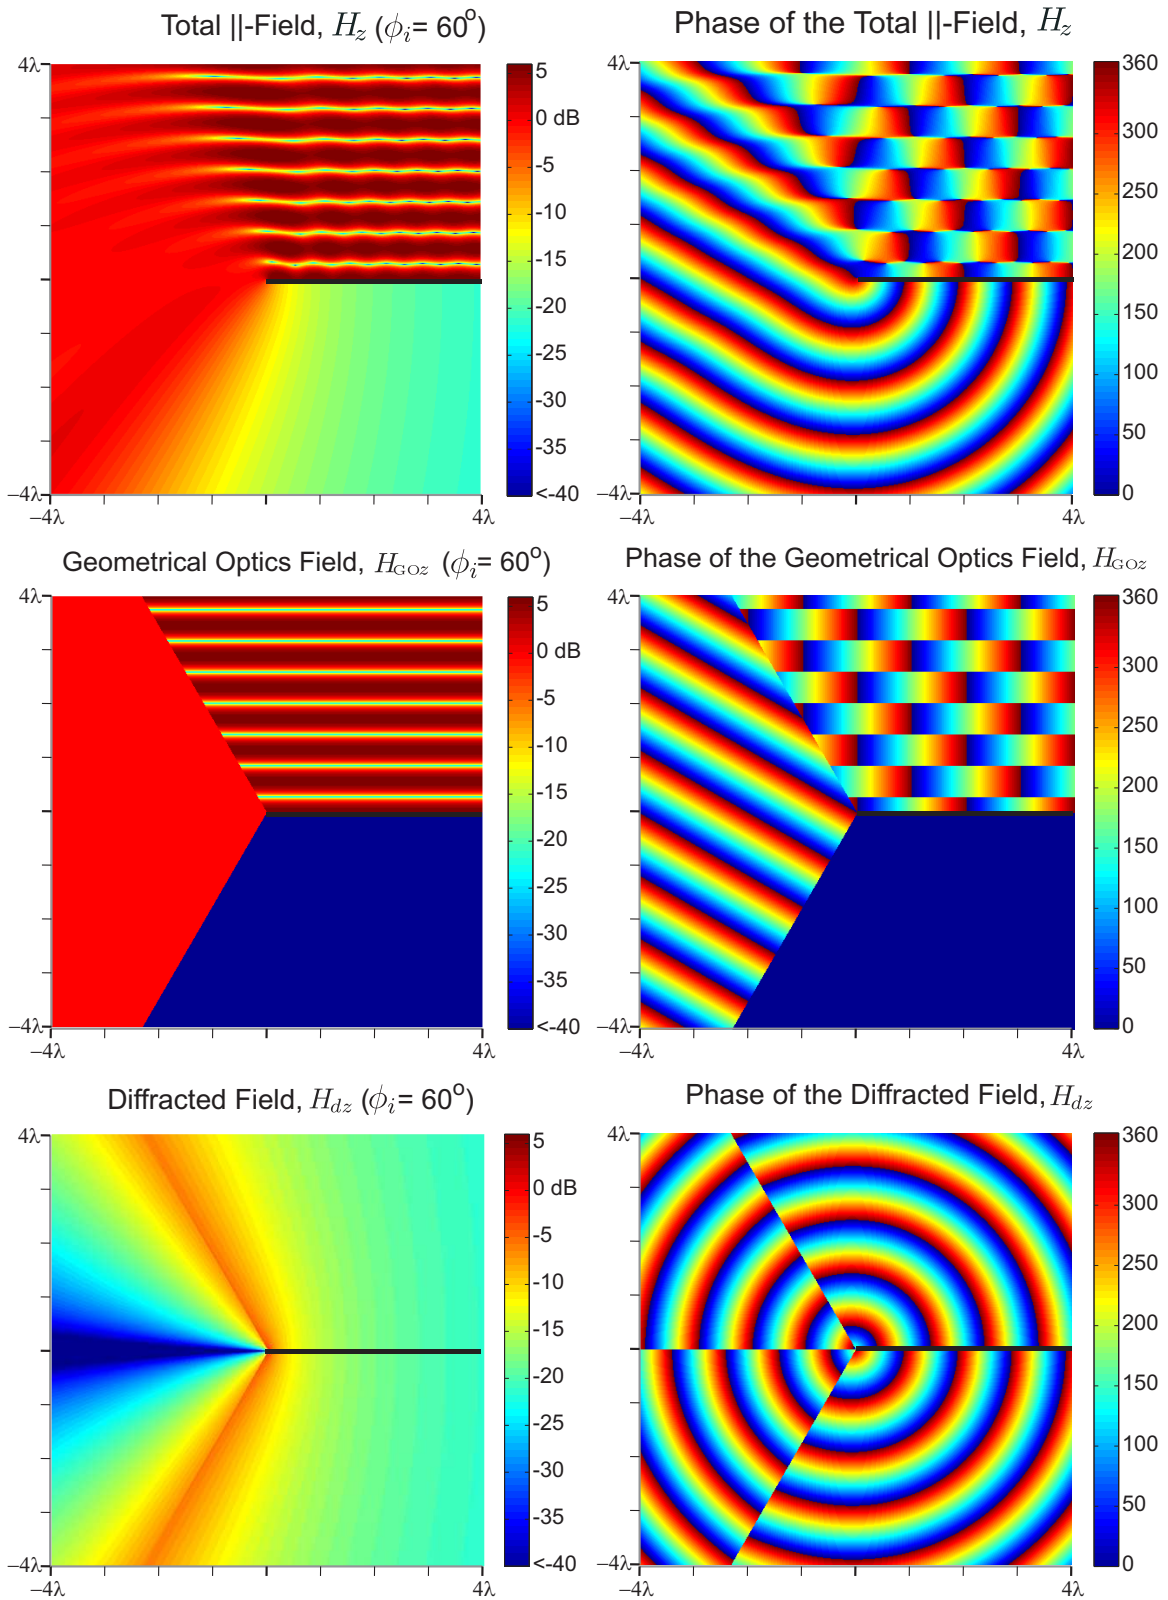 Total ||-Field, Hz (ϕi= 60o)
Phase of the Total ||-Field, Hz
4λ
5
0 dB
-5
-10
-15
-20
-25
-30
-35
<-40
−4λ
−4λ
4λ
4λ
360
300
250
200
150
100
50
0
−4λ
−4λ
4λ
Geometrical Optics Field, HGOz (ϕi= 60o)
Phase of the Geometrical Optics Field, HGOz
4λ
5
0 dB
-5
-10
-15
-20
-25
-30
-35
<-40
−4λ
−4λ
4λ
4λ
360
300
250
200
150
100
50
0
−4λ
−4λ
4λ
Diffracted Field, Hdz (ϕi= 60o)
Phase of the Diffracted Field, Hdz
4λ
5
0 dB
-5
-10
-15
-20
-25
-30
-35
<-40
−4λ
−4λ
4λ
4λ
360
300
250
200
150
100
50
0
−4λ
−4λ
4λ